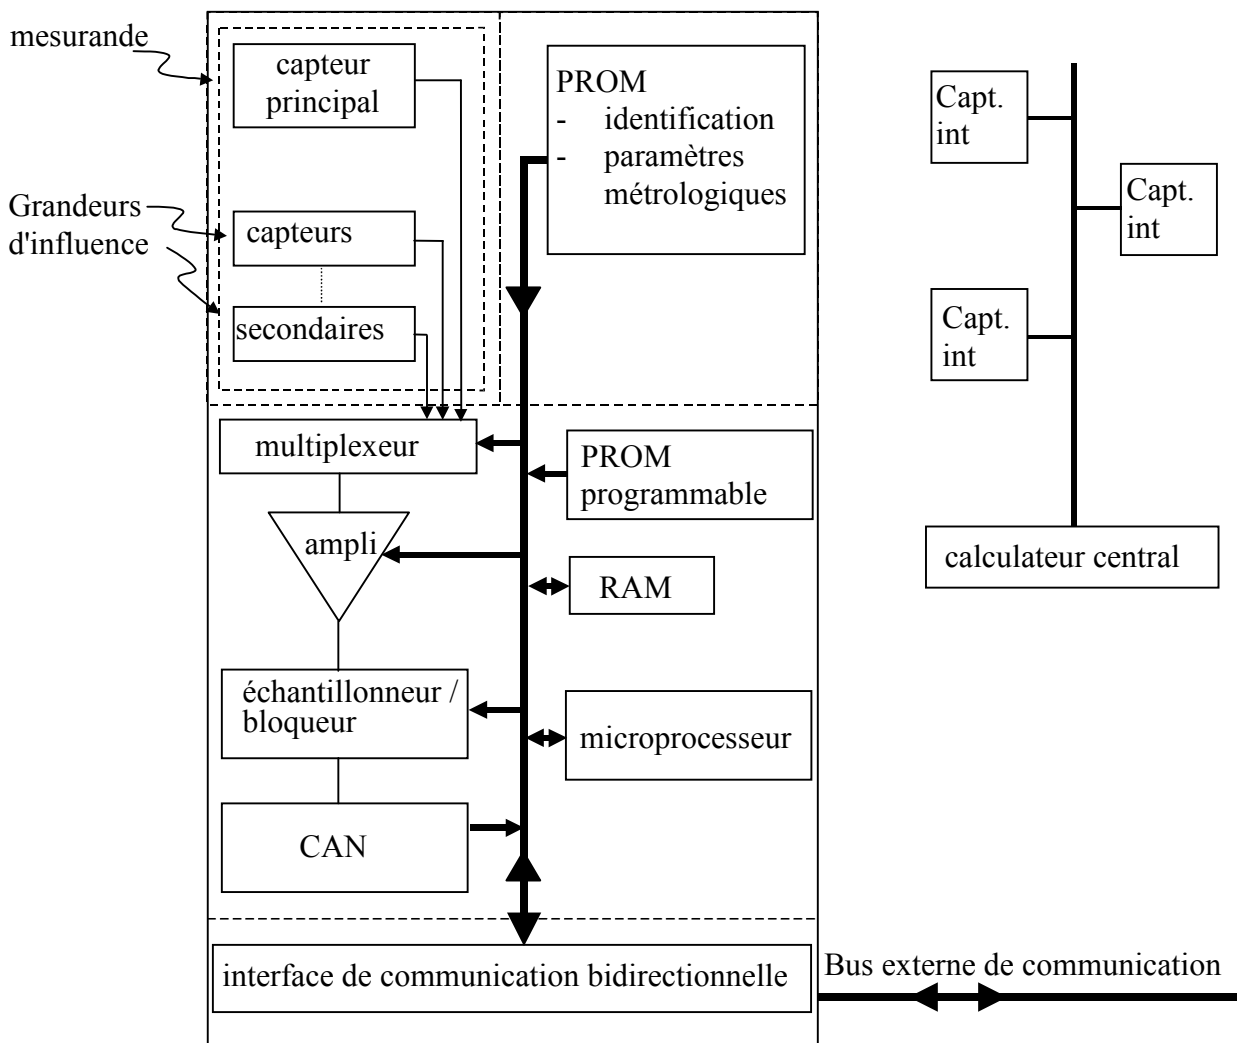 mesurande
capteur
principal
Grandeurs
d'influence
capteurs
secondaires
PROM
- identification
- paramètres
métrologiques
multiplexeur
ampli
échantillonneur /
bloqueur
CAN
PROM
programmable
RAM
microprocesseur
interface de communication bidirectionnelle
Bus externe de communication
Capt.
int
Capt.
int
Capt.
int
calculateur central